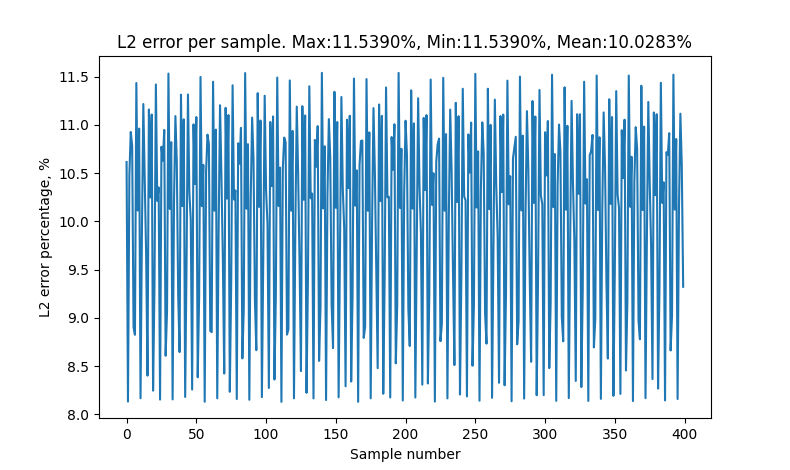 L2 error per sample. Max:11.5390%, Min:11.5390%, Mean:10.0283%
11.5
11.0
10.5
10.0
9.5
9.0
8.5
8.0
L2 error percentage, %
0 50 100 150 200 250 300 350 400
Sample number